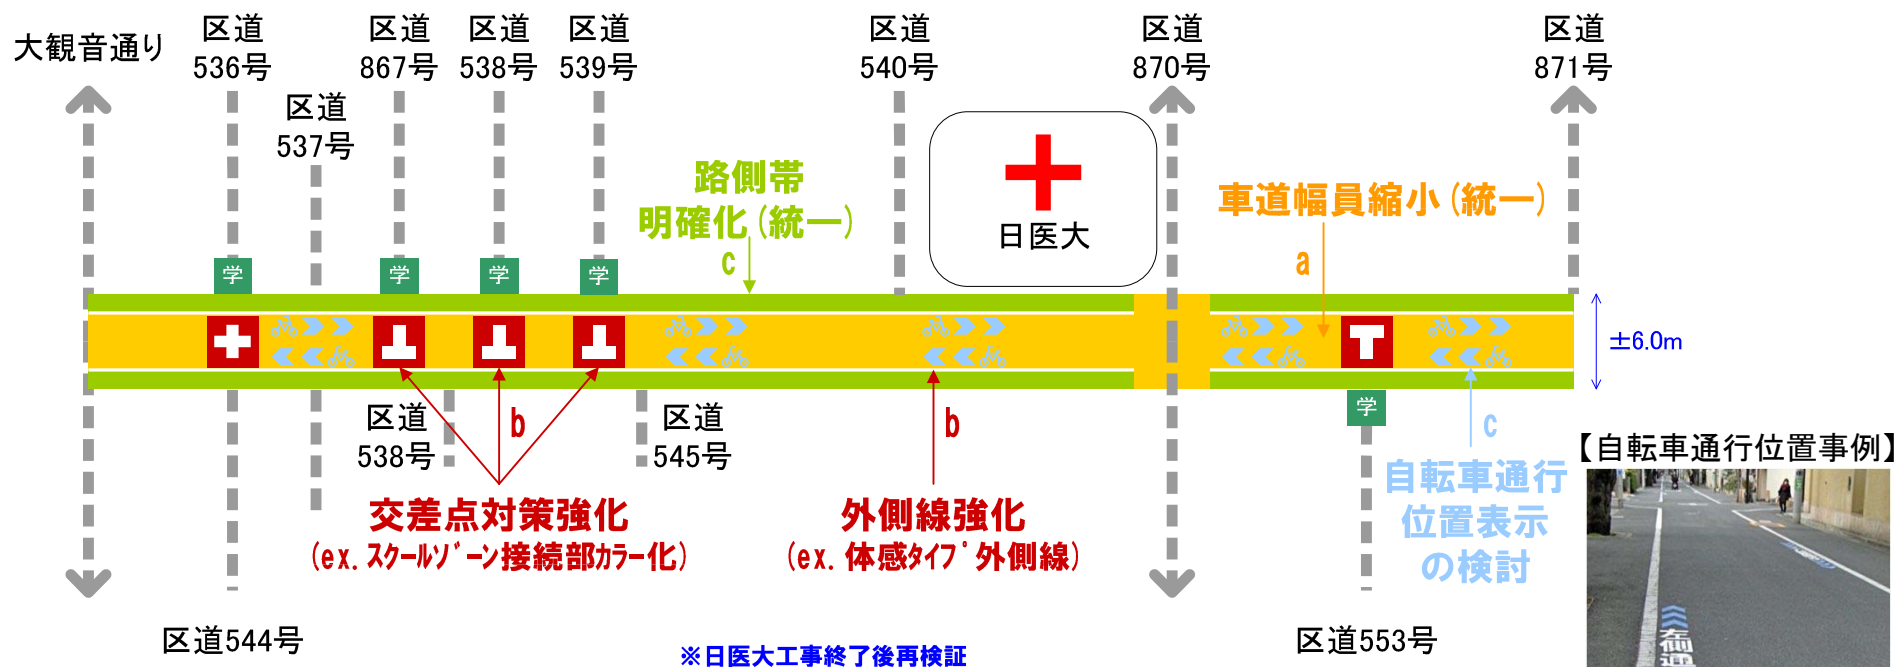 大観音通り
区道
536号
区道
537号
区道
867号
区道
538号
区道
539号
区道
540号
区道
870号
区道
871号
路側帯
明確化(統一)
c
日医大
車道幅員縮小(統一)
a
学
学
学
学
±6.0m
学
区道
538号
b
区道
545号
b
c
交差点対策強化
(ex.スクールゾーン接続部カラー化)
外側線強化
(ex.体感タイプ外側線)
自転車通行
位置表示
の検討
【自転車通行位置事例】
左側通
区道544号
区道553号
※日医大工事終了後再検証